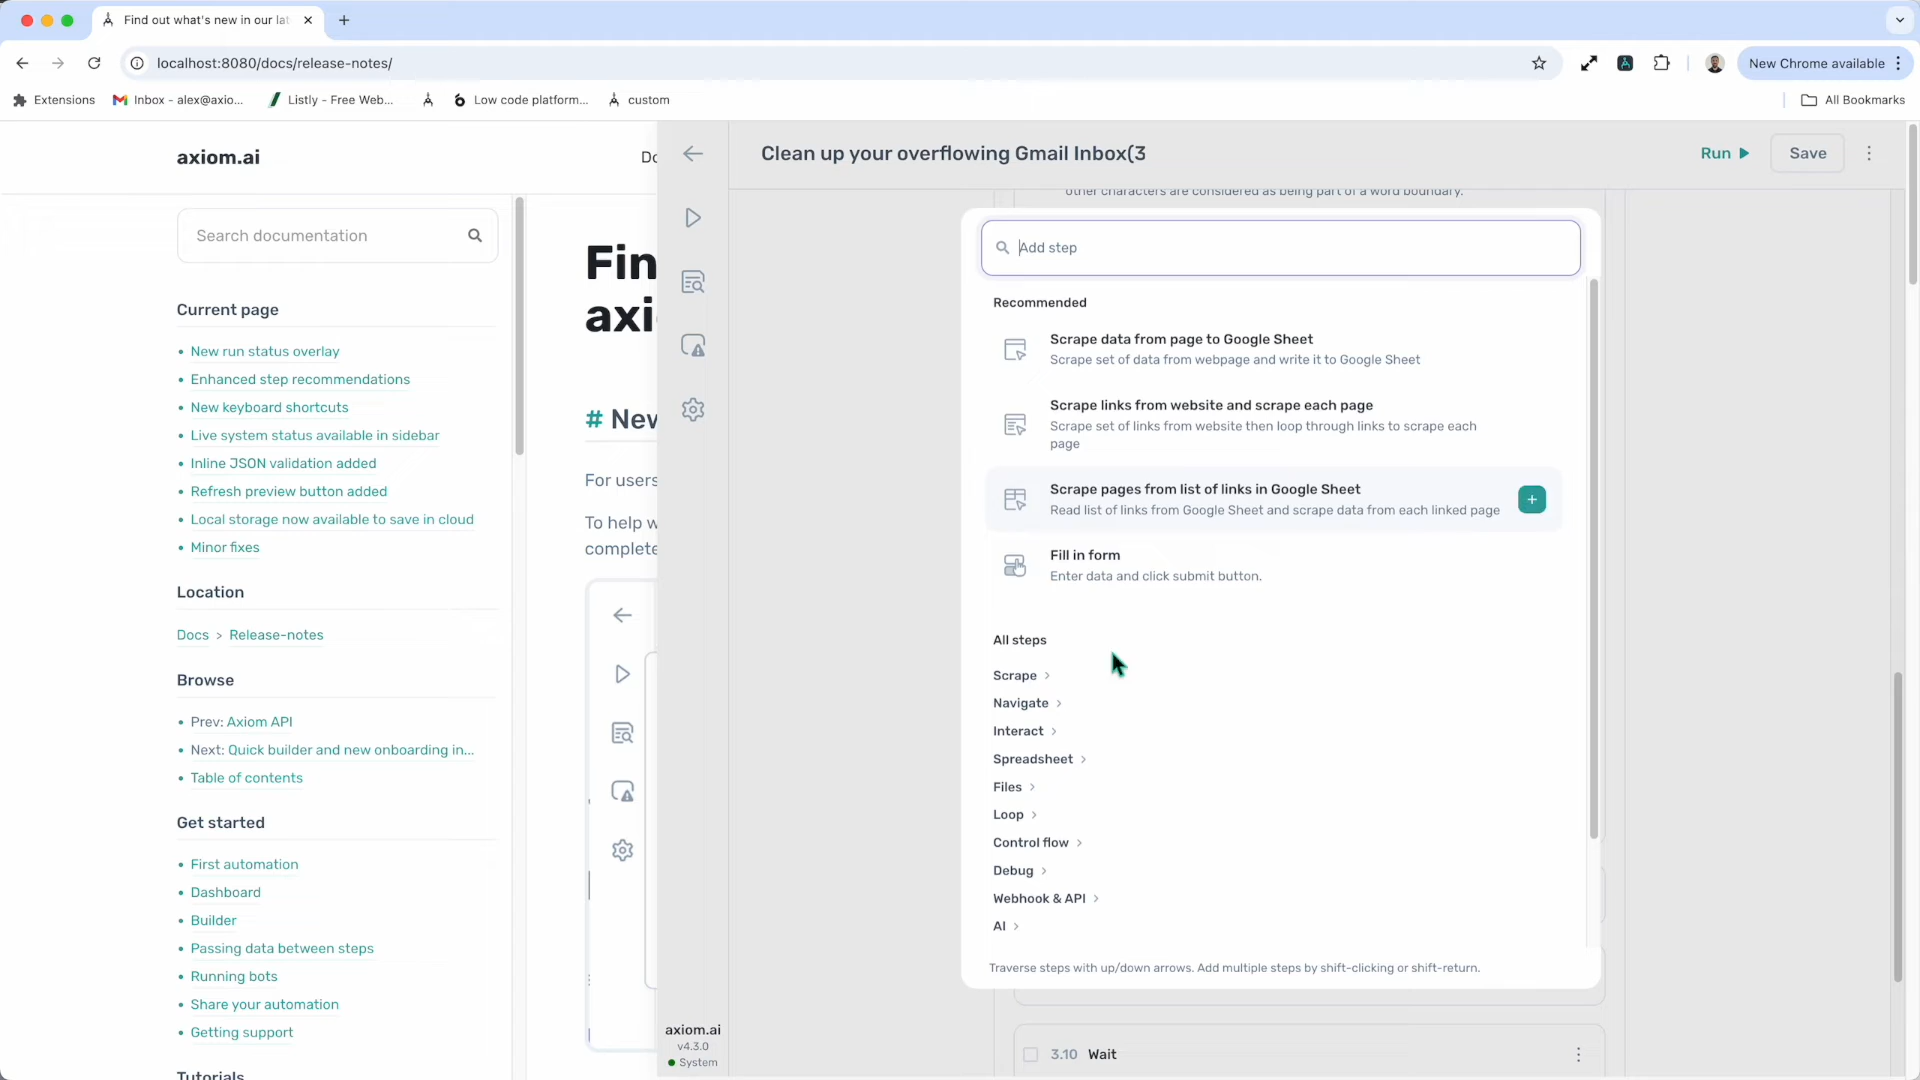 Find out what's new in our lat
localhost:8080/docs/release-notes/
New Chrome available
Extensions
Inbox - alex@axio...
Listly - Free Web...
Low code platform...
custom
All Bookmarks
axiom.ai
Search documentation
Current page
New run status overlay
Enhanced step recommendations
New keyboard shortcuts
Live system status available in sidebar
Inline JSON validation added
Refresh preview button added
Local storage now available to save in cloud
Minor fixes
Location
Docs > Release-notes
Browse
Prev: Axiom API
Next: Quick builder and new onboarding in...
Table of contents
Get started
First automation
Dashboard
Builder
Passing data between steps
Running bots
Share your automation
Getting support
Tutorials
Do
Fin
axi
# New
For users
To help w
complete
axiom.ai
v4.3.0
System
Clean up your overflowing Gmail Inbox(3
Run
Save
other characters are considered as being part of a word boundary.
Add step
Recommended
Scrape data from page to Google Sheet
Scrape set of data from webpage and write it to Google Sheet
Scrape links from website and scrape each page
Scrape set of links from website then loop through links to scrape each
page
Scrape pages from list of links in Google Sheet
Read list of links from Google Sheet and scrape data from each linked page
Fill in form
Enter data and click submit button.
All steps
Scrape >
Navigate >
Interact >
Spreadsheet >
Files >
Loop >
Control flow >
Debug >
Webhook & API >
AI >
Traverse steps with up/down arrows. Add multiple steps by shift-clicking or shift-return.
3.10 Wait